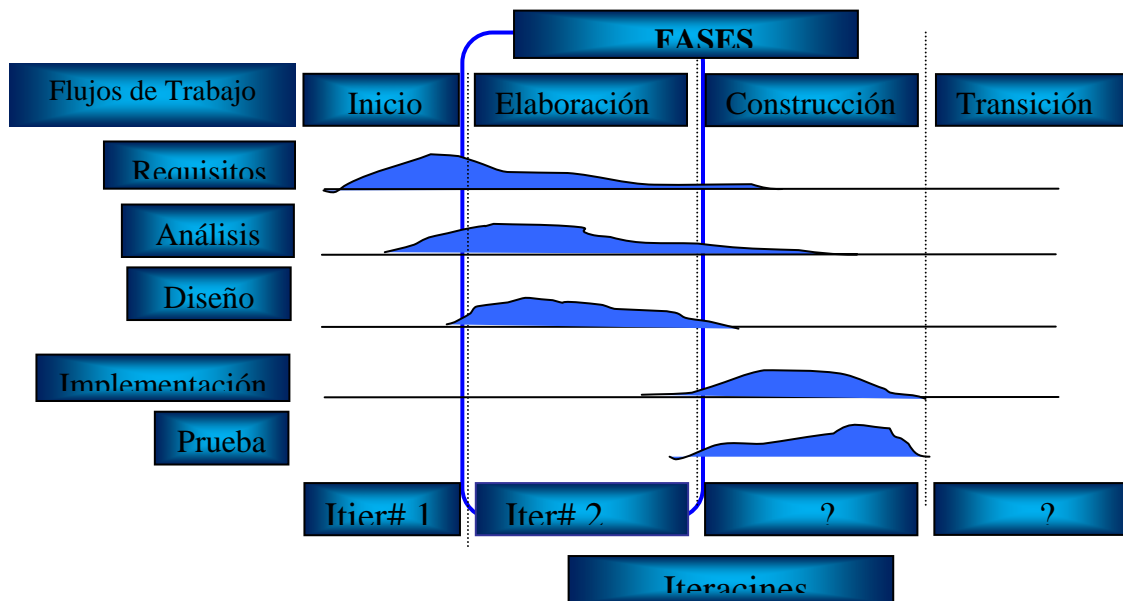 FASES
Flujos de Trabajo
Inicio
Elaboración
Construcción
Transición
Requisitos
Análisis
Diseño
Implementación
Prueba
Itier# 1
Iter# 2
?
?
Iteracines